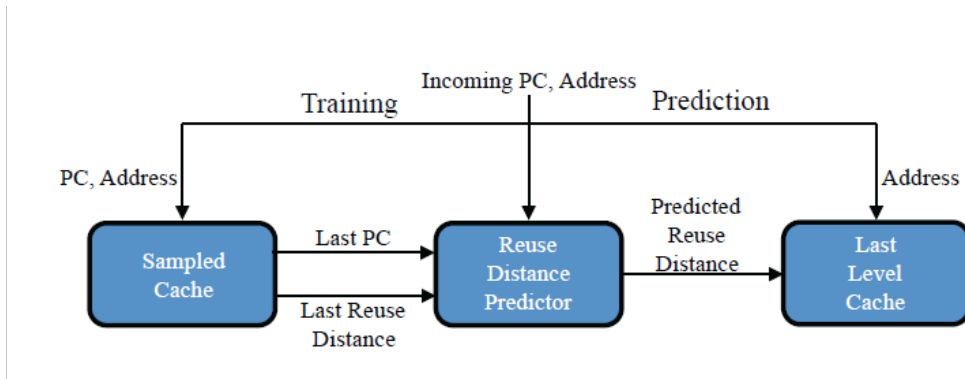 Incoming PC, Address
Training
Prediction
PC, Address
Address
Sampled
Cache
Last PC
Last Reuse
Distance
Reuse
Distance
Predictor
Predicted
Reuse
Distance
Last
Level
Cache